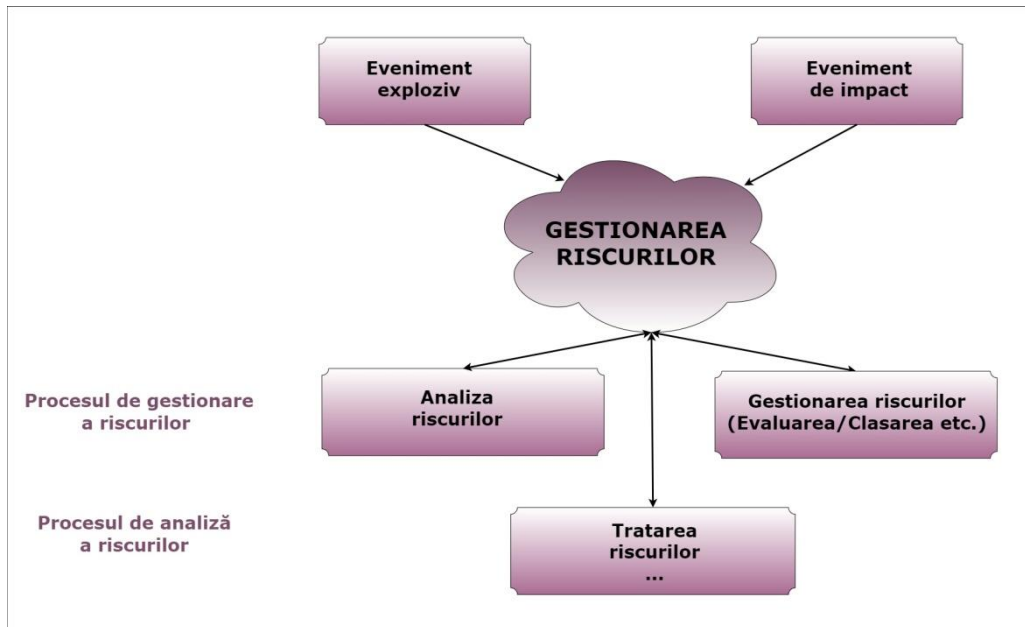 Eveniment
exploziv
Eveniment
de impact
GESTIONAREA
RISCURILOR
Procesul de gestionare
a riscurilor
Analiza
riscurilor
Gestionarea riscurilor
(Evaluarea/Clasarea etc.)
Procesul de analiză
a riscurilor
Tratarea
riscurilor
...